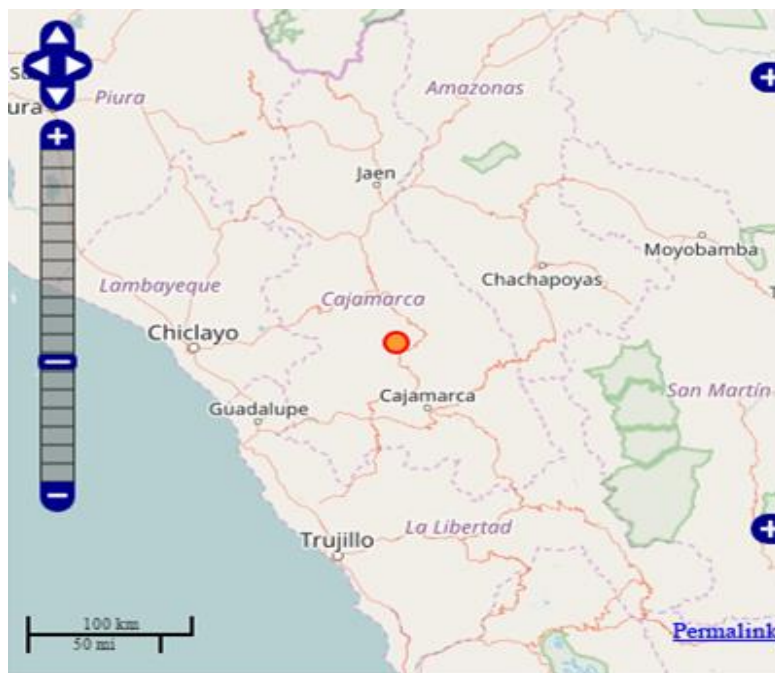 Piura
ura
Amazonas
Jaen
Moyobamba
Chachapoyas
Lambayeque
Cajamarca
Chiclayo
San Martín
Cajamarca
Guadalupe
La Libertad
Trujillo
100 km
50 mi
Permalink